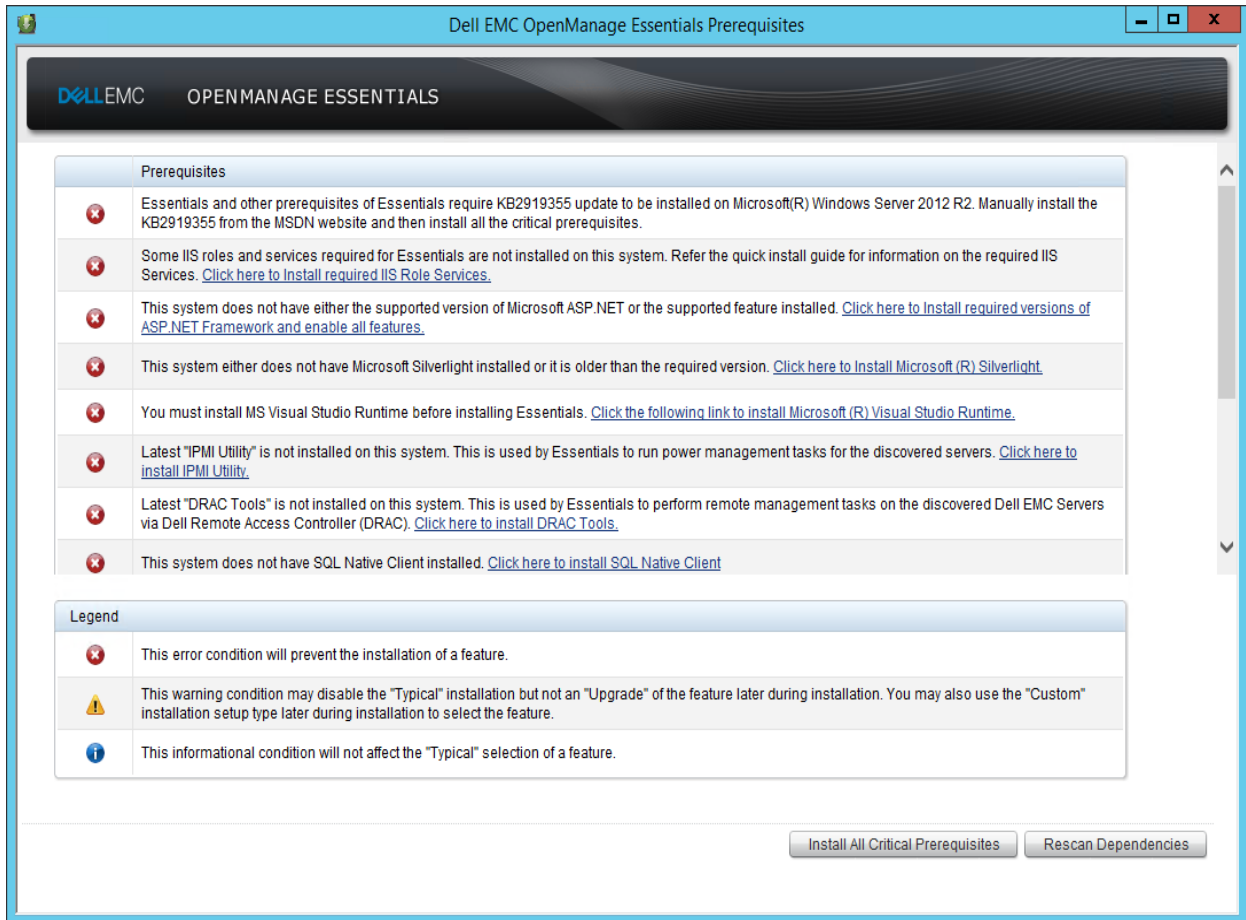 Dell EMC OpenManage Essentials Prerequisites
DELLEMC OPENMANAGE ESSENTIALS
Prerequisites
Essentials and other prerequisites of Essentials require KB2919355 update to be installed on Microsoft(R) Windows Server 2012 R2. Manually install the
KB2919355 from the MSDN website and then install all the critical prerequisites.
Some IIS roles and services required for Essentials are not installed on this system. Refer the quick install guide for information on the required IIS
Services. Click here to Install required IIS Role Services.
This system does not have either the supported version of Microsoft ASP.NET or the supported feature installed. Click here to Install required versions of
ASP.NET Framework and enable all features.
This system either does not have Microsoft Silverlight installed or it is older than the required version. Click here to Install Microsoft (R) Silverlight.
You must install MS Visual Studio Runtime before installing Essentials. Click the following link to install Microsoft (R) Visual Studio Runtime.
Latest "IPMI Utility" is not installed on this system. This is used by Essentials to run power management tasks for the discovered servers. Click here to
install IPMI Utility.
Latest "DRAC Tools" is not installed on this system. This is used by Essentials to perform remote management tasks on the discovered Dell EMC Servers
via Dell Remote Access Controller (DRAC). Click here to install DRAC Tools.
This system does not have SQL Native Client installed. Click here to install SQL Native Client
Legend
This error condition will prevent the installation of a feature.
This warning condition may disable the "Typical" installation but not an "Upgrade" of the feature later during installation. You may also use the "Custom"
installation setup type later during installation to select the feature.
This informational condition will not affect the "Typical" selection of a feature.
Install All Critical Prerequisites Rescan Dependencies